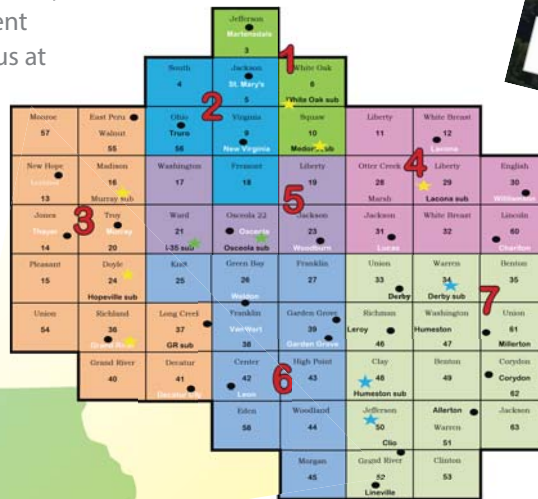 ent
us at
Jefferson
Martensdale
3
1
South
4
Jackson
St. Mary's
5
White Oak
6
White Oak sub
2
Ohio
Truro
56
Virginia
9
New Virginia
Squaw
10
Medora sub
Liberty
11
White Breast
12
Lacona
Monroe
57
East Peru
Walnut
55
New Hope
13
Madison
16
Murray sub
Washington
17
Fremont
18
Liberty
19
Otter Creek
28
Marsh
4
Liberty
29
Lacona sub
English
30
Williamson
Jones
Thayer
14
3
Troy
Murray
20
Ward
21
I-35 sub
Osceola 22
Osceola
Osceola sub
5
Jackson
23
Woodburn
Jackson
31
Lucas
White Breast
32
Lincoln
60
Chariton
Pleasant
15
Doyle
24
Hopeville sub
Knox
25
Green Bay
26
Weldon
Franklin
27
Union
33
Derby
Warren
34
Derby sub
Benton
35
7
Union
54
Richland
36
Grand River
Long Creek
37
GR sub
Franklin
Van Wert
38
Garden Grove
39
Garden Grove
Richman
Leroy
46
Washington
Humeston
47
Union
61
Millerton
Grand River
40
Decatur
41
Decatur City
Center
42
Leon
6
High Point
43
Clay
48
Humeston sub
Benton
49
Corydon
Corydon
62
Eden
58
Woodland
44
Jefferson
50
Clio
Allerton
Warren
51
Jackson
63
Morgan
45
Grand River
52
Lineville
Clinton
53